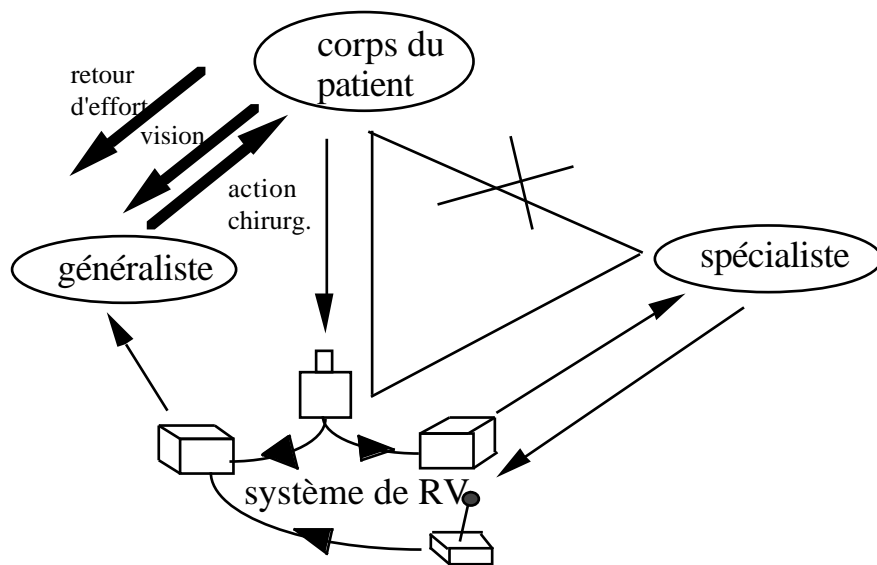 corps du
patient
retour
d'effort
vision
action
chirurg.
généraliste
spécialiste
système de RV